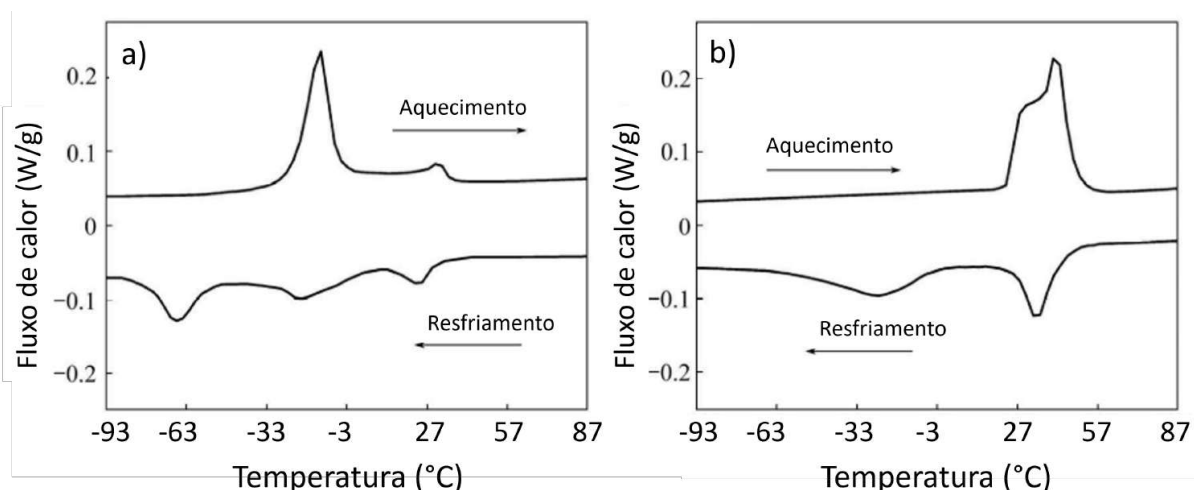 a)
Fluxo de calor (W/g)
0.2
0.1
0
−0.1
−0.2
Aquecimento
Resfriamento
-93 -63 -33 -3 27 57 87
Temperatura (°C)
b)
Fluxo de calor (W/g)
0.2
0.1
0
−0.1
−0.2
Aquecimento
Resfriamento
-93 -63 -33 -3 27 57 87
Temperatura (°C)